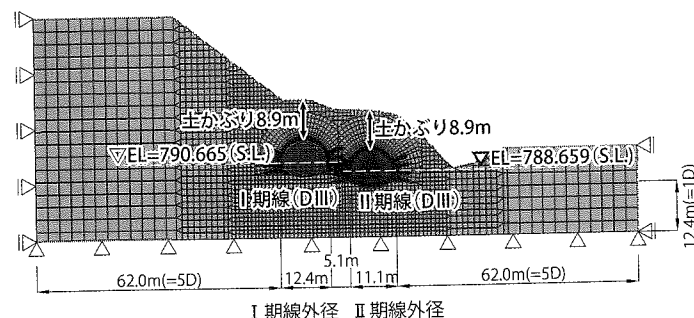 土かぶり8.9m
土かぶり8.9m
▽EL=790.665(S.L.)
▽EL=788.659(S.L.)
Ⅰ期線(DⅢ)
Ⅱ期線(DⅢ)
12.4m(=1D)
5.1m
62.0m(=5D)
12.4m
11.1m
62.0m(=5D)
Ⅰ期線外径 Ⅱ期線外径